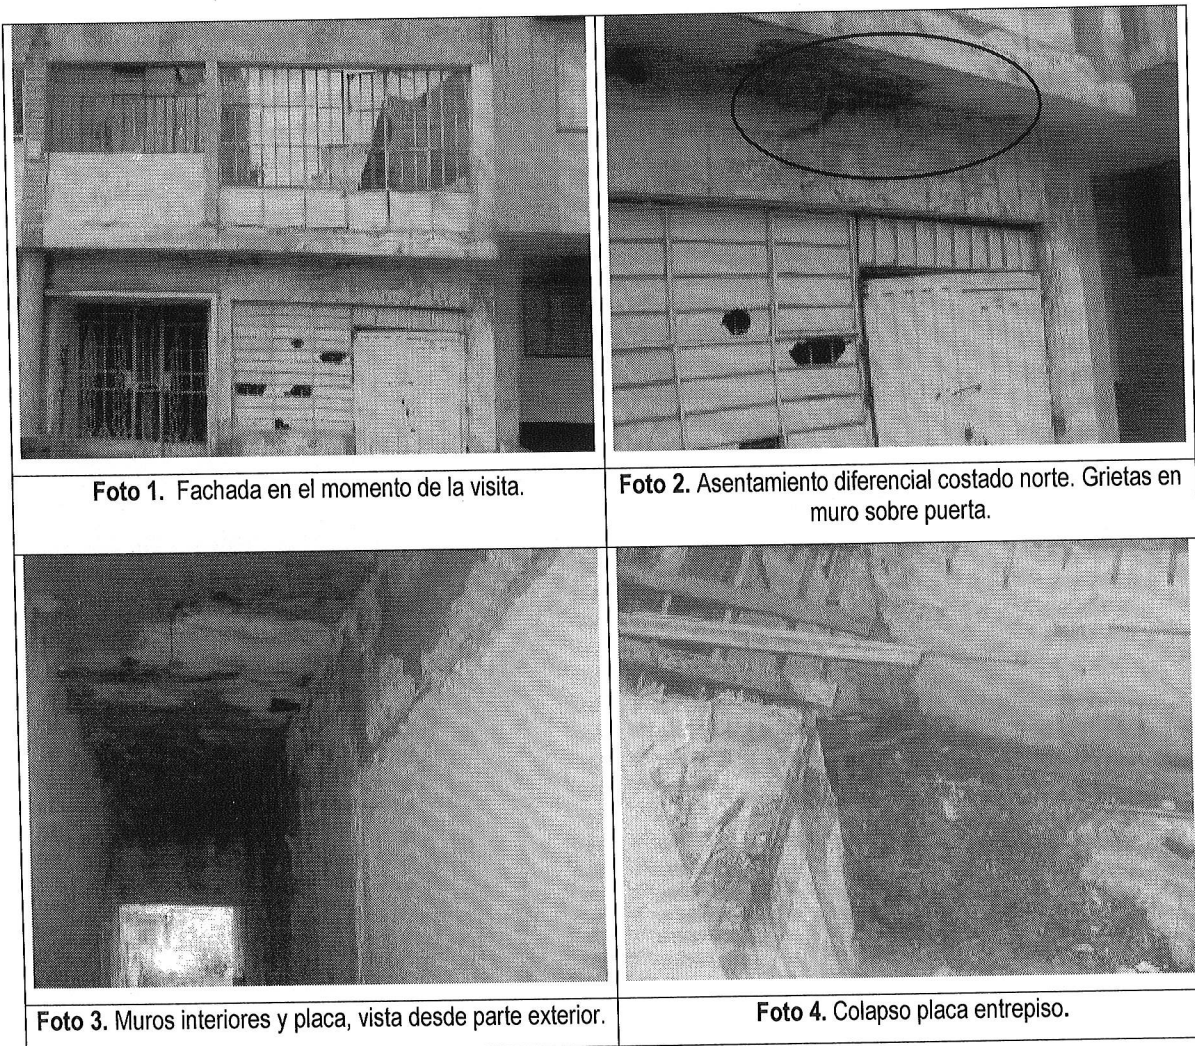 Foto 1. Fachada en el momento de la visita.
Foto 2. Asentamiento diferencial costado norte. Grietas en
muro sobre puerta.
Foto 3. Muros interiores y placa, vista desde parte exterior.
Foto 4. Colapso placa entrepiso.